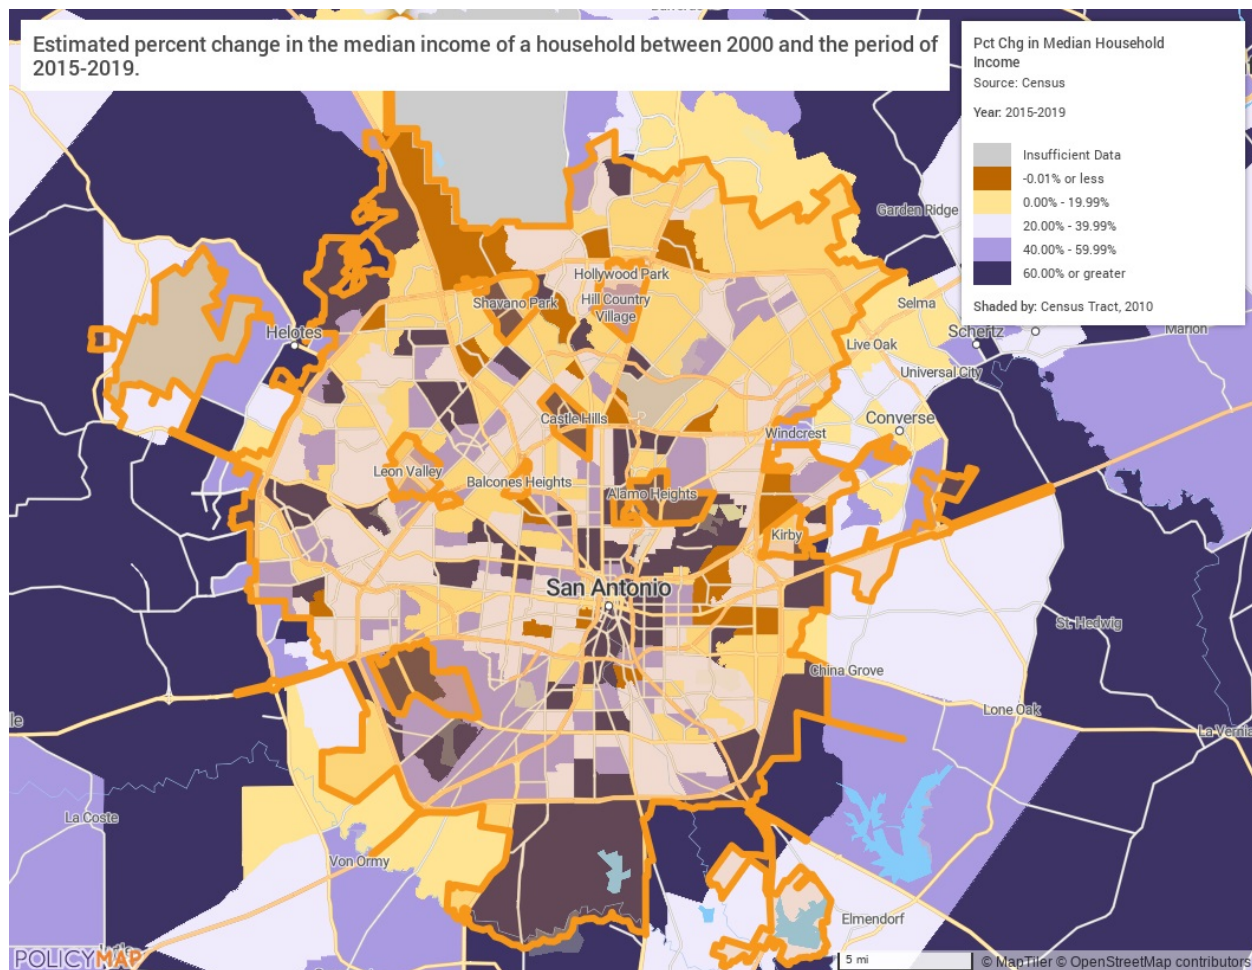 Estimated percent change in the median income of a household between 2000 and the period of
2015-2019.
Pct Chg in Median Household
Income
Source: Census
Year: 2015-2019
Insufficient Data
-0.01% or less
0.00% - 19.99%
20.00% - 39.99%
40.00% - 59.99%
60.00% or greater
Shaded by: Census Tract, 2010
Garden Ridge
Hollywood Park
Shavano Park
Hill Country
Village
Selma
Helotes
Schertz
Marion
Live Oak
Universal City
Castle Hills
Converse
Windcrest
Leon Valley
Balcones Heights
Alamo Heights
Kirby
San Antonio
St. Hedwig
China Grove
Lone Oak
La Coste
Von Ormy
Elmendorf
POLICYMAP
5 mi
© MapTiler © OpenStreetMap contributors